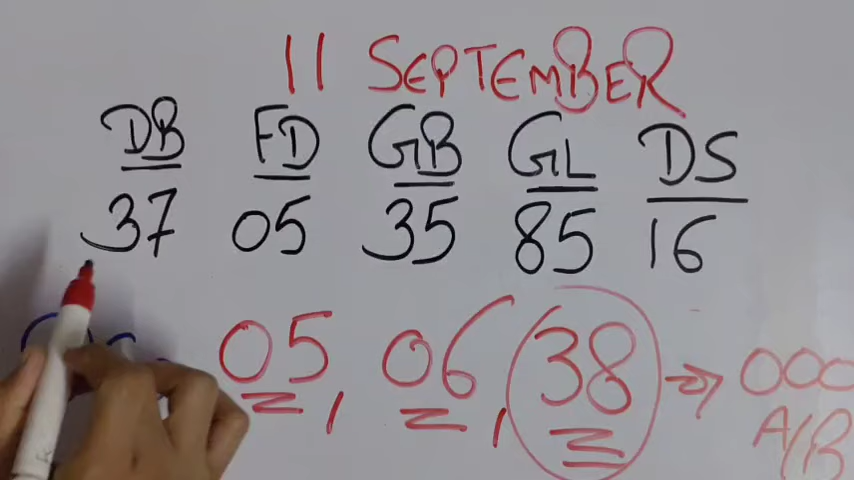 11 SEPTEMBER
DB FD GB GL DS
37 05 35 85 16
05, 06, 38 → 000
A/B